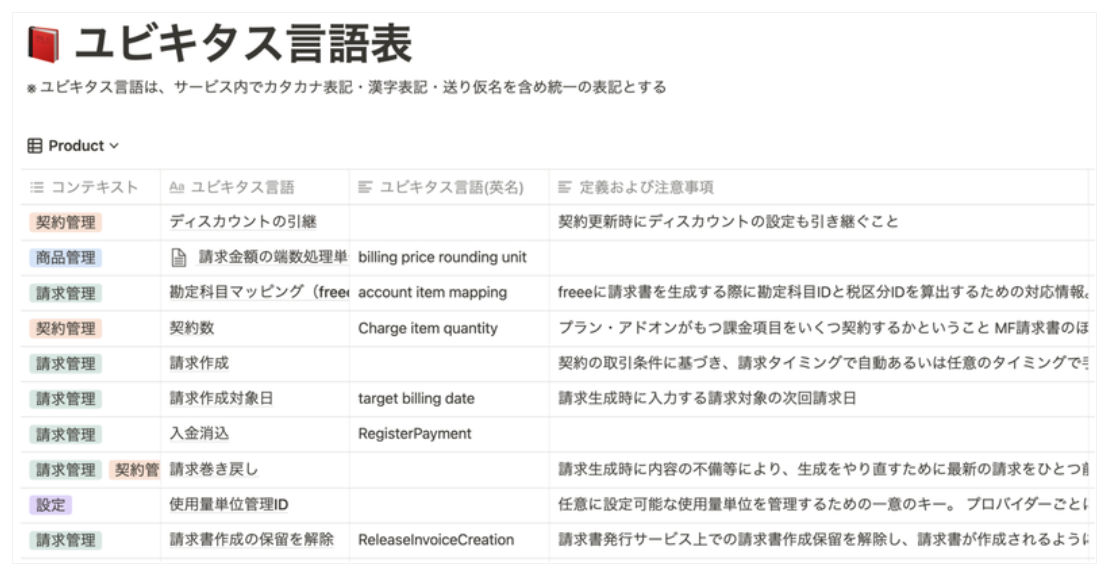 ユビキタス言語表
※ ユビキタス言語は、サービス内でカタカナ表記・漢字表記・送り仮名を含め統一の表記とする
Product
コンテキスト Aa ユビキタス言語 ユビキタス言語(英名) 定義および注意事項
契約管理 ディスカウントの引継 契約更新時にディスカウントの設定も引き継ぐこと
商品管理 請求金額の端数処理単 billing price rounding unit
請求管理 勘定科目マッピング（freee account item mapping freeeに請求書を生成する際に勘定科目IDと税区分IDを算出するための対応情報。
契約管理 契約数 Charge item quantity プラン・アドオンがもつ課金項目をいくつ契約するかということ MF請求書のほ
請求管理 請求作成 契約の取引条件に基づき、請求タイミングで自動あるいは任意のタイミングで
請求管理 請求作成対象日 target billing date 請求生成時に入力する請求対象の次回請求日
請求管理 入金消込 RegisterPayment
請求管理 契約管 請求巻き戻し 請求生成時に内容の不備等により、生成をやり直すために最新の請求をひとつ前
設定 使用量単位管理ID 任意に設定可能な使用量単位を管理するための一意のキー。 プロバイダーごとに
請求管理 請求書作成の保留を解除 ReleaseInvoiceCreation 請求書発行サービス上での請求書作成保留を解除し、請求書が作成されるように